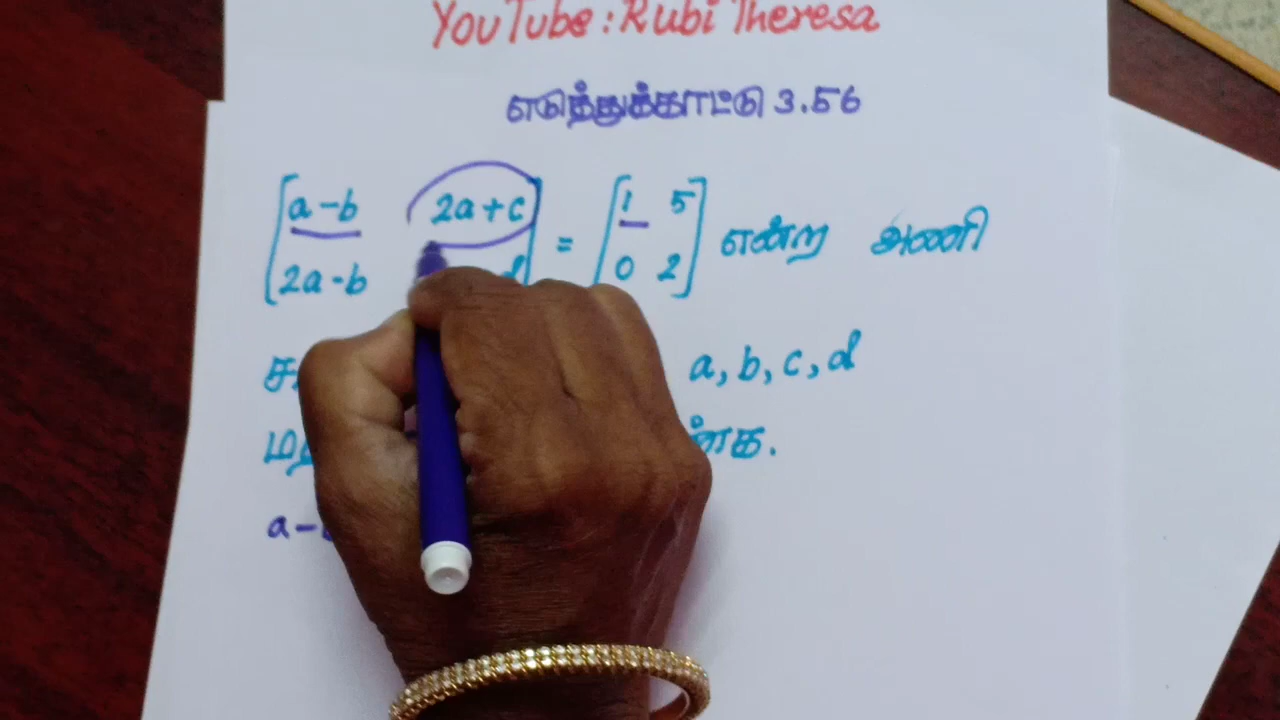 YouTube : Rubi Theresa
எடுத்துக்காட்டு 3.56
a-b 2a+c = 1 5 என்ற அணி
2a-b d 0 2
a, b, c, d
a-